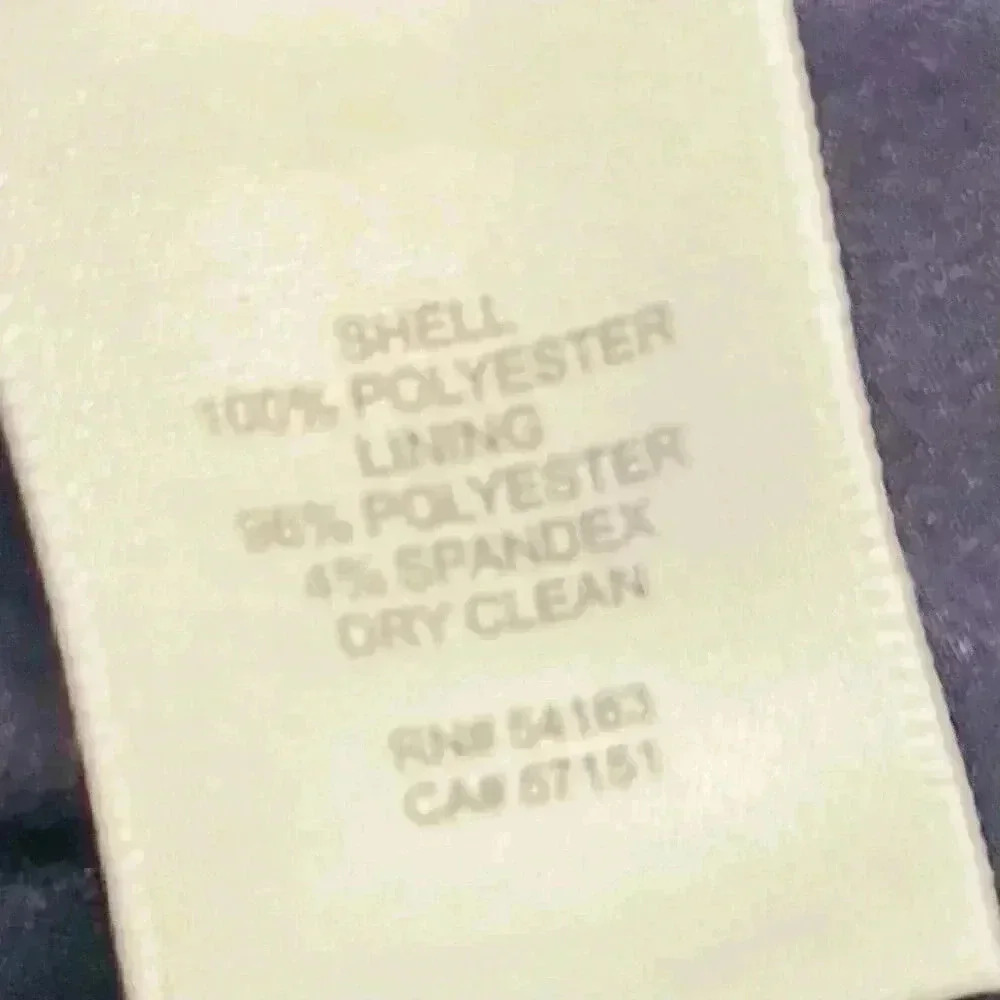 SHELL
100% POLYESTER
LINING
96% POLYESTER
4% SPANDEX
DRY CLEAN
RN# 54163
CA# 57151